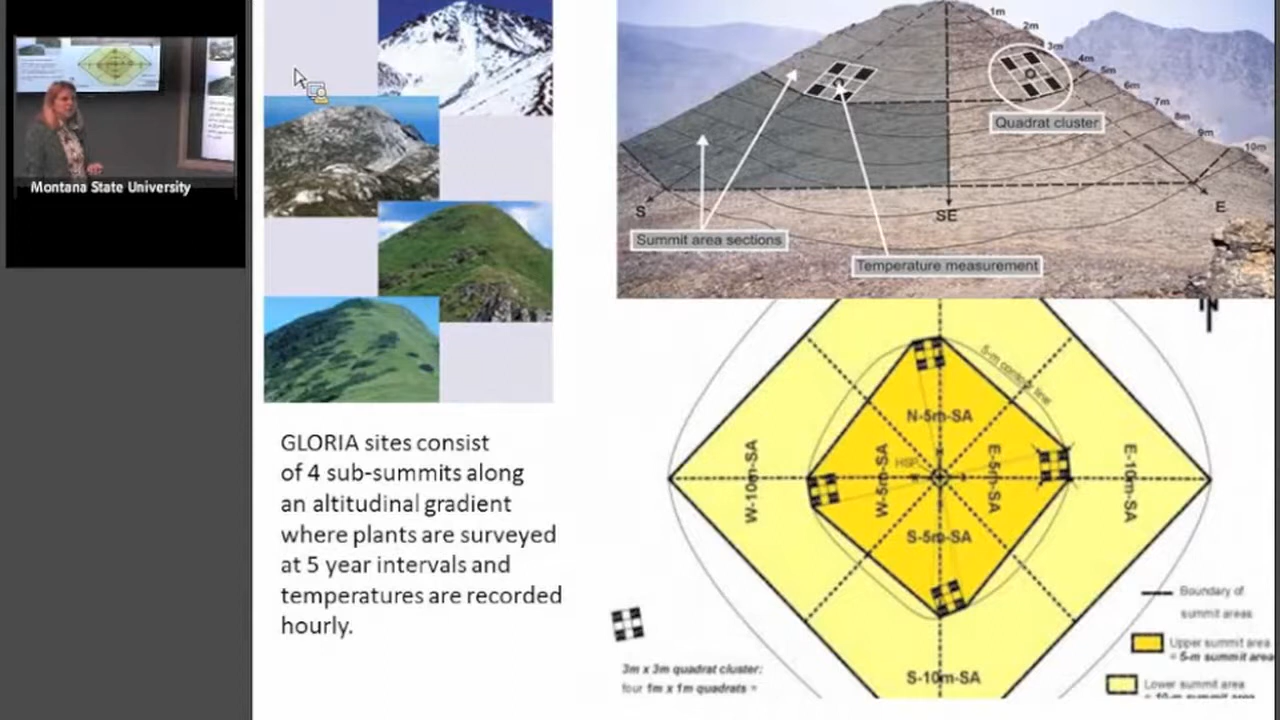 Montana State University
GLORIA sites consist
of 4 sub-summits along
an altitudinal gradient
where plants are surveyed
at 5 year intervals and
temperatures are recorded
hourly.
1m
2m
3m
4m
5m
6m
7m
8m
9m
10m
Quadrat cluster
S
SE
E
Summit area sections
Temperature measurement
5-m contour line
N-5m-SA
HSP
W-10m-SA
W-5m-SA
E-5m-SA
E-10m-SA
S-5m-SA
S-10m-SA
3m x 3m quadrat cluster:
four 1m x 1m quadrats =
Boundary of
summit areas
Upper summit area
= 5-m summit area
Lower summit area
= 10-m summit area